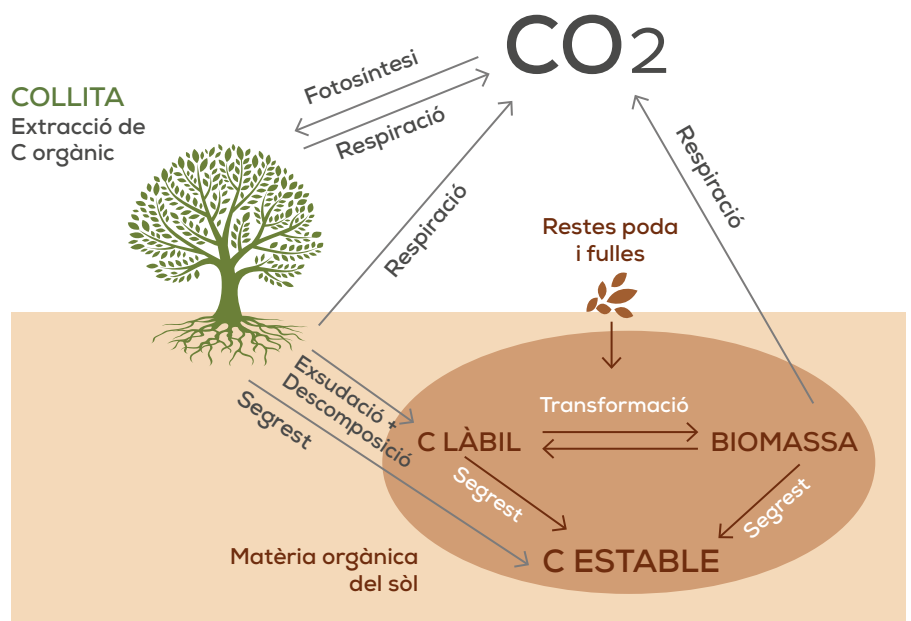 CO2
Fotosíntesi
Respiració
COLLITA
Extracció de
C orgànic
Respiració
Respiració
Restes poda
i fulles
Exsudació +
Descomposició
Segrest
Transformació
C LÀBIL
BIOMASSA
Segrest
Segrest
C ESTABLE
Matèria orgànica
del sòl